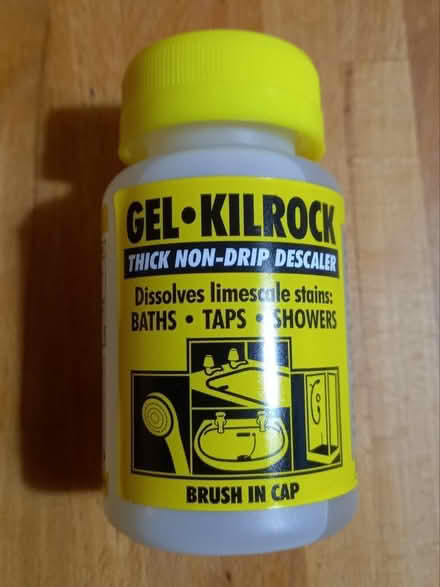 GEL•KILROCK
THICK NON-DRIP DESCALER
Dissolves limescale stains:
BATHS • TAPS • SHOWERS
BRUSH IN CAP